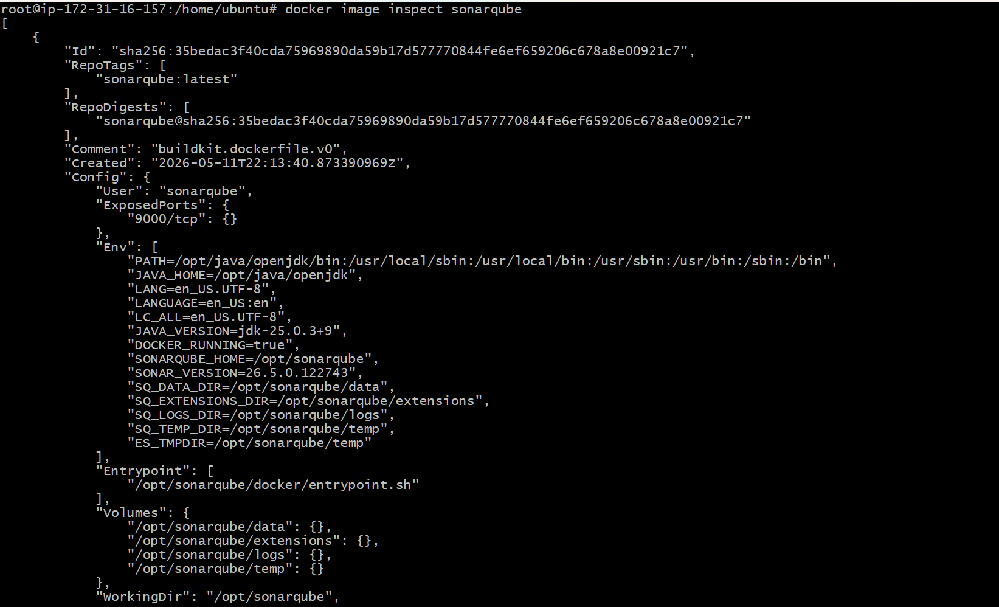 root@ip-172-31-16-157:/home/ubuntu# docker image inspect sonarqube
[
    {
        "Id": "sha256:35bedac3f40cda75969890da59b17d577770844fe6ef659206c678a8e00921c7",
        "RepoTags": [
            "sonarqube:latest"
        ],
        "RepoDigests": [
            "sonarqube@sha256:35bedac3f40cda75969890da59b17d577770844fe6ef659206c678a8e00921c7"
        ],
        "Comment": "buildkit.dockerfile.v0",
        "Created": "2026-05-11T22:13:40.873390969Z",
        "Config": {
            "User": "sonarqube",
            "ExposedPorts": {
                "9000/tcp": {}
            },
            "Env": [
                "PATH=/opt/java/openjdk/bin:/usr/local/sbin:/usr/local/bin:/usr/sbin:/usr/bin:/sbin:/bin",
                "JAVA_HOME=/opt/java/openjdk",
                "LANG=en_US.UTF-8",
                "LANGUAGE=en_US:en",
                "LC_ALL=en_US.UTF-8",
                "JAVA_VERSION=jdk-25.0.3+9",
                "DOCKER_RUNNING=true",
                "SONARQUBE_HOME=/opt/sonarqube",
                "SONAR_VERSION=26.5.0.122743",
                "SQ_DATA_DIR=/opt/sonarqube/data",
                "SQ_EXTENSIONS_DIR=/opt/sonarqube/extensions",
                "SQ_LOGS_DIR=/opt/sonarqube/logs",
                "SQ_TEMP_DIR=/opt/sonarqube/temp",
                "ES_TMPDIR=/opt/sonarqube/temp"
            ],
            "Entrypoint": [
                "/opt/sonarqube/docker/entrypoint.sh"
            ],
            "Volumes": {
                "/opt/sonarqube/data": {},
                "/opt/sonarqube/extensions": {},
                "/opt/sonarqube/logs": {},
                "/opt/sonarqube/temp": {}
            },
            "WorkingDir": "/opt/sonarqube",